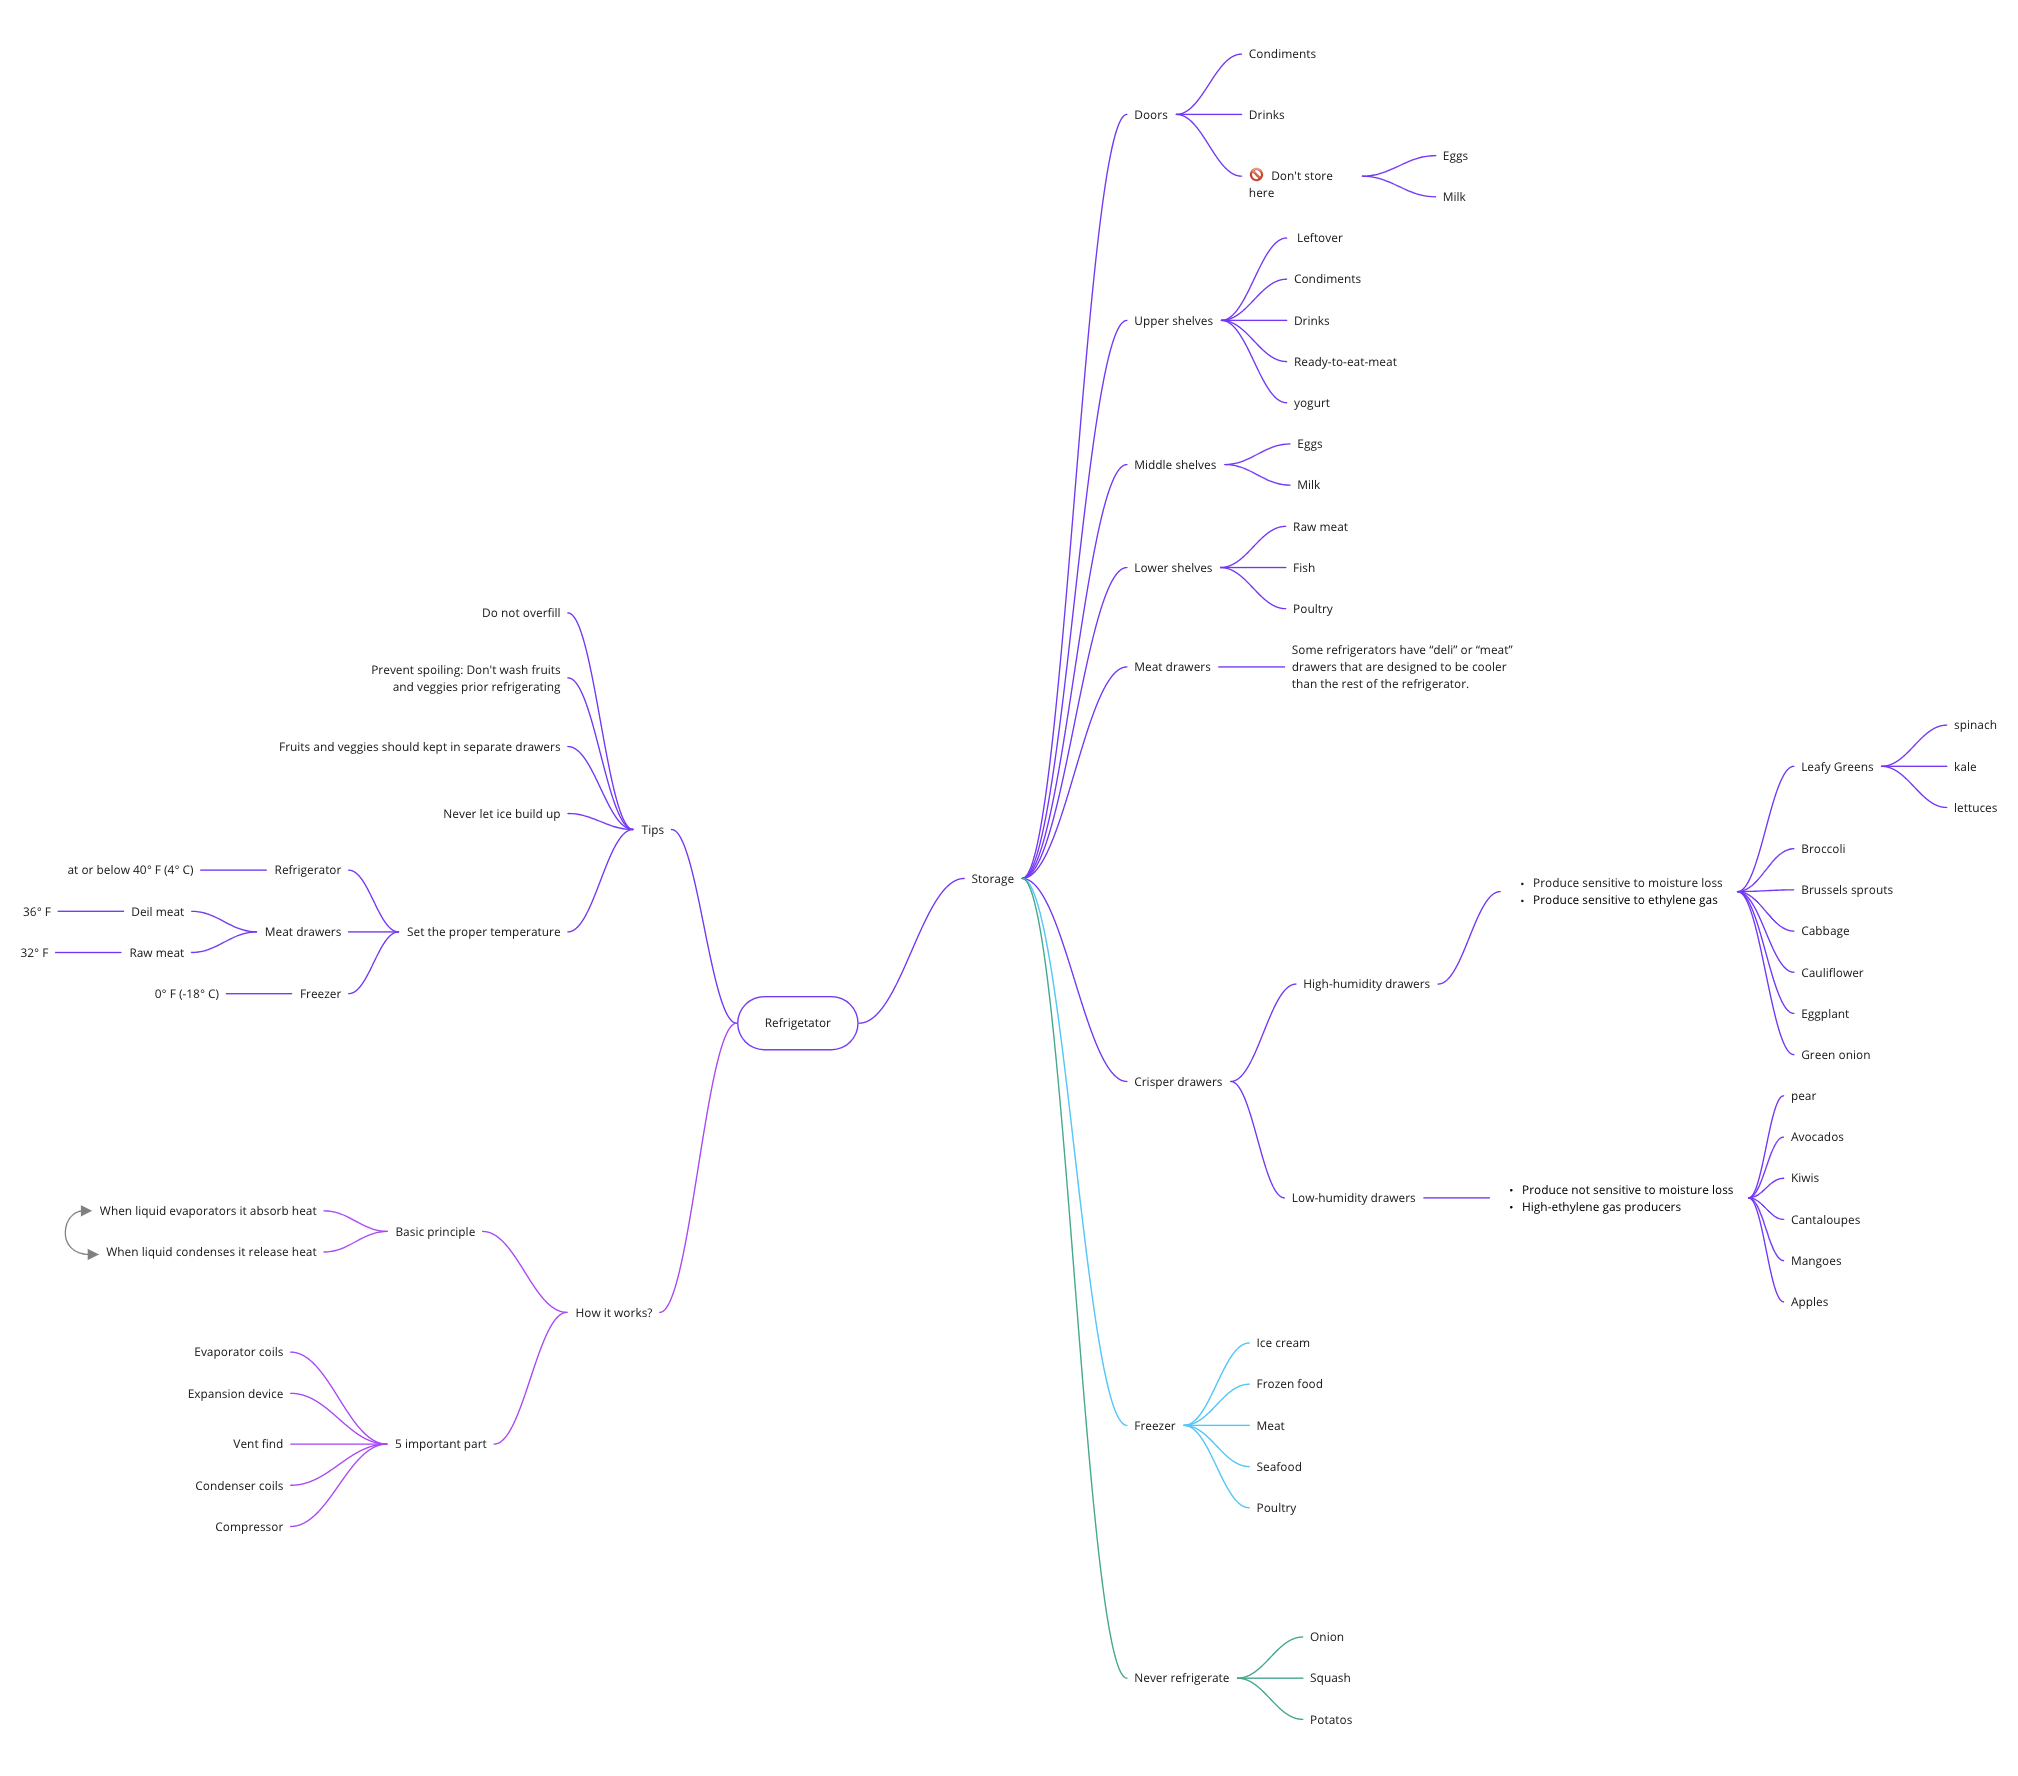 Refrigetator
Tips
Do not overfill
Prevent spoiling: Don't wash fruits
and veggies prior refrigerating
Fruits and veggies should kept in separate drawers
Never let ice build up
Set the proper temperature
Refrigerator
at or below 40° F (4° C)
Meat drawers
Deil meat
36° F
Raw meat
32° F
Freezer
0° F (-18° C)
How it works?
Basic principle
When liquid evaporators it absorb heat
When liquid condenses it release heat
5 important part
Evaporator coils
Expansion device
Vent find
Condenser coils
Compressor
Storage
Doors
Condiments
Drinks
🚫 Don't store
here
Eggs
Milk
Upper shelves
Leftover
Condiments
Drinks
Ready-to-eat-meat
yogurt
Middle shelves
Eggs
Milk
Lower shelves
Raw meat
Fish
Poultry
Meat drawers
Some refrigerators have “deli” or “meat”
drawers that are designed to be cooler
than the rest of the refrigerator.
Crisper drawers
High-humidity drawers
• Produce sensitive to moisture loss
• Produce sensitive to ethylene gas
Leafy Greens
spinach
kale
lettuces
Broccoli
Brussels sprouts
Cabbage
Cauliflower
Eggplant
Green onion
Low-humidity drawers
• Produce not sensitive to moisture loss
• High-ethylene gas producers
pear
Avocados
Kiwis
Cantaloupes
Mangoes
Apples
Freezer
Ice cream
Frozen food
Meat
Seafood
Poultry
Never refrigerate
Onion
Squash
Potatos